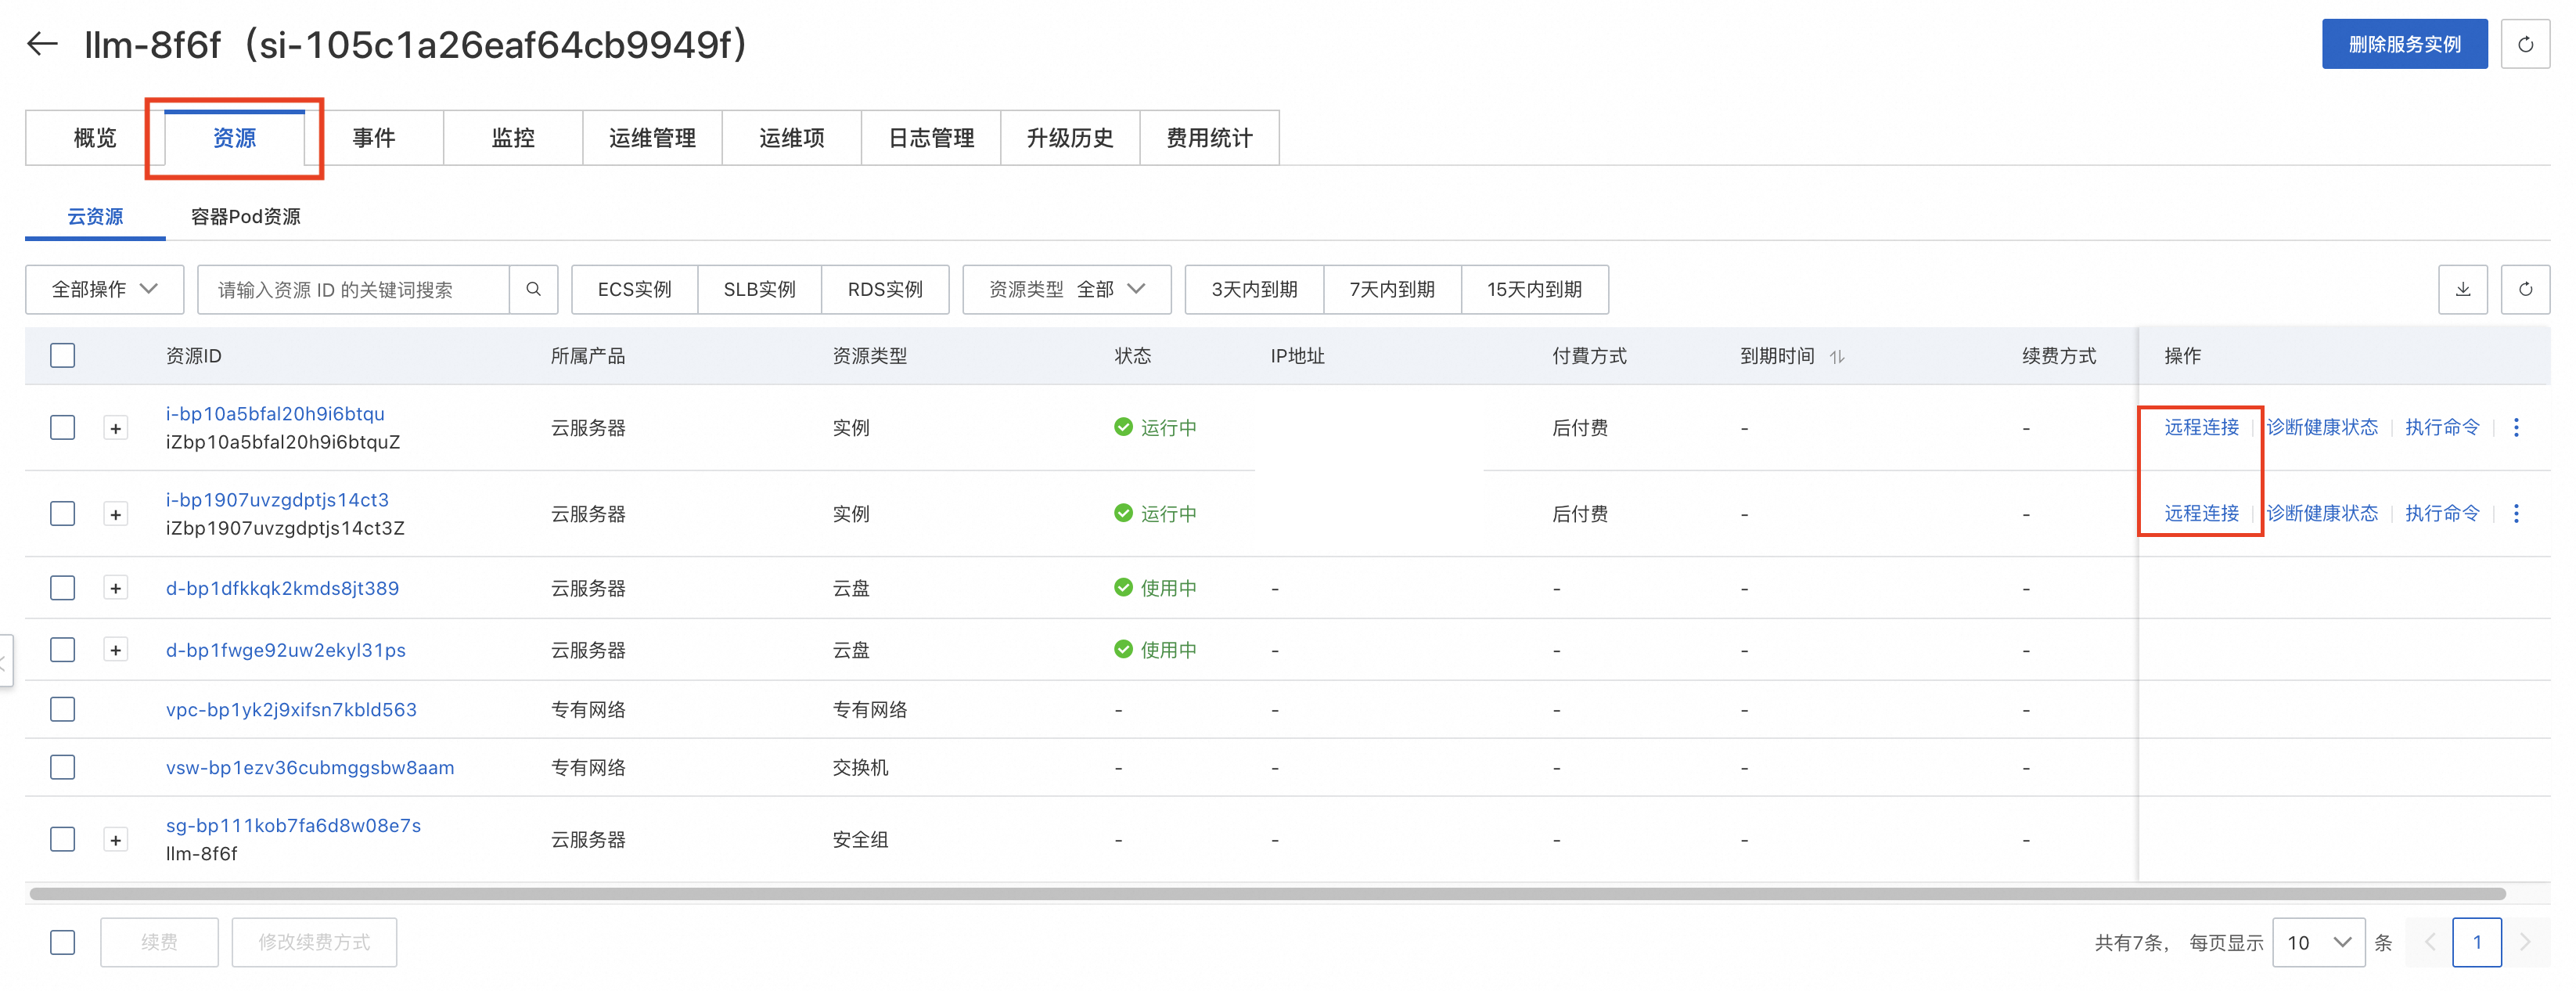 llm-8f6f（si-105c1a26eaf64cb9949f）
删除服务实例
概览 资源 事件 监控 运维管理 运维项 日志管理 升级历史 费用统计
云资源 容器Pod资源
全部操作 请输入资源 ID 的关键词搜索 ECS实例 SLB实例 RDS实例 资源类型 全部 3天内到期 7天内到期 15天内到期
资源ID 所属产品 资源类型 状态 IP地址 付費方式 到期时间 续费方式 操作
i-bp10a5bfal20h9i6btqu
iZbp10a5bfal20h9i6btquZ
云服务器 实例 运行中 后付费 - - 远程连接 诊断健康状态 执行命令
i-bp1907uvzgdptjs14ct3
iZbp1907uvzgdptjs14ct3Z
云服务器 实例 运行中 后付费 - - 远程连接 诊断健康状态 执行命令
d-bp1dfkkqk2kmds8jt389 云服务器 云盘 使用中 - - - -
d-bp1fwge92uw2ekyl31ps 云服务器 云盘 使用中 - - - -
vpc-bp1yk2j9xifsn7kbld563 专有网络 专有网络 - - - - -
vsw-bp1ezv36cubmggsbw8aam 专有网络 交换机 - - - - -
sg-bp111kob7fa6d8w08e7s
llm-8f6f
云服务器 安全组 - - - - -
续费 修改续费方式 共有7条， 每页显示 10 条 1